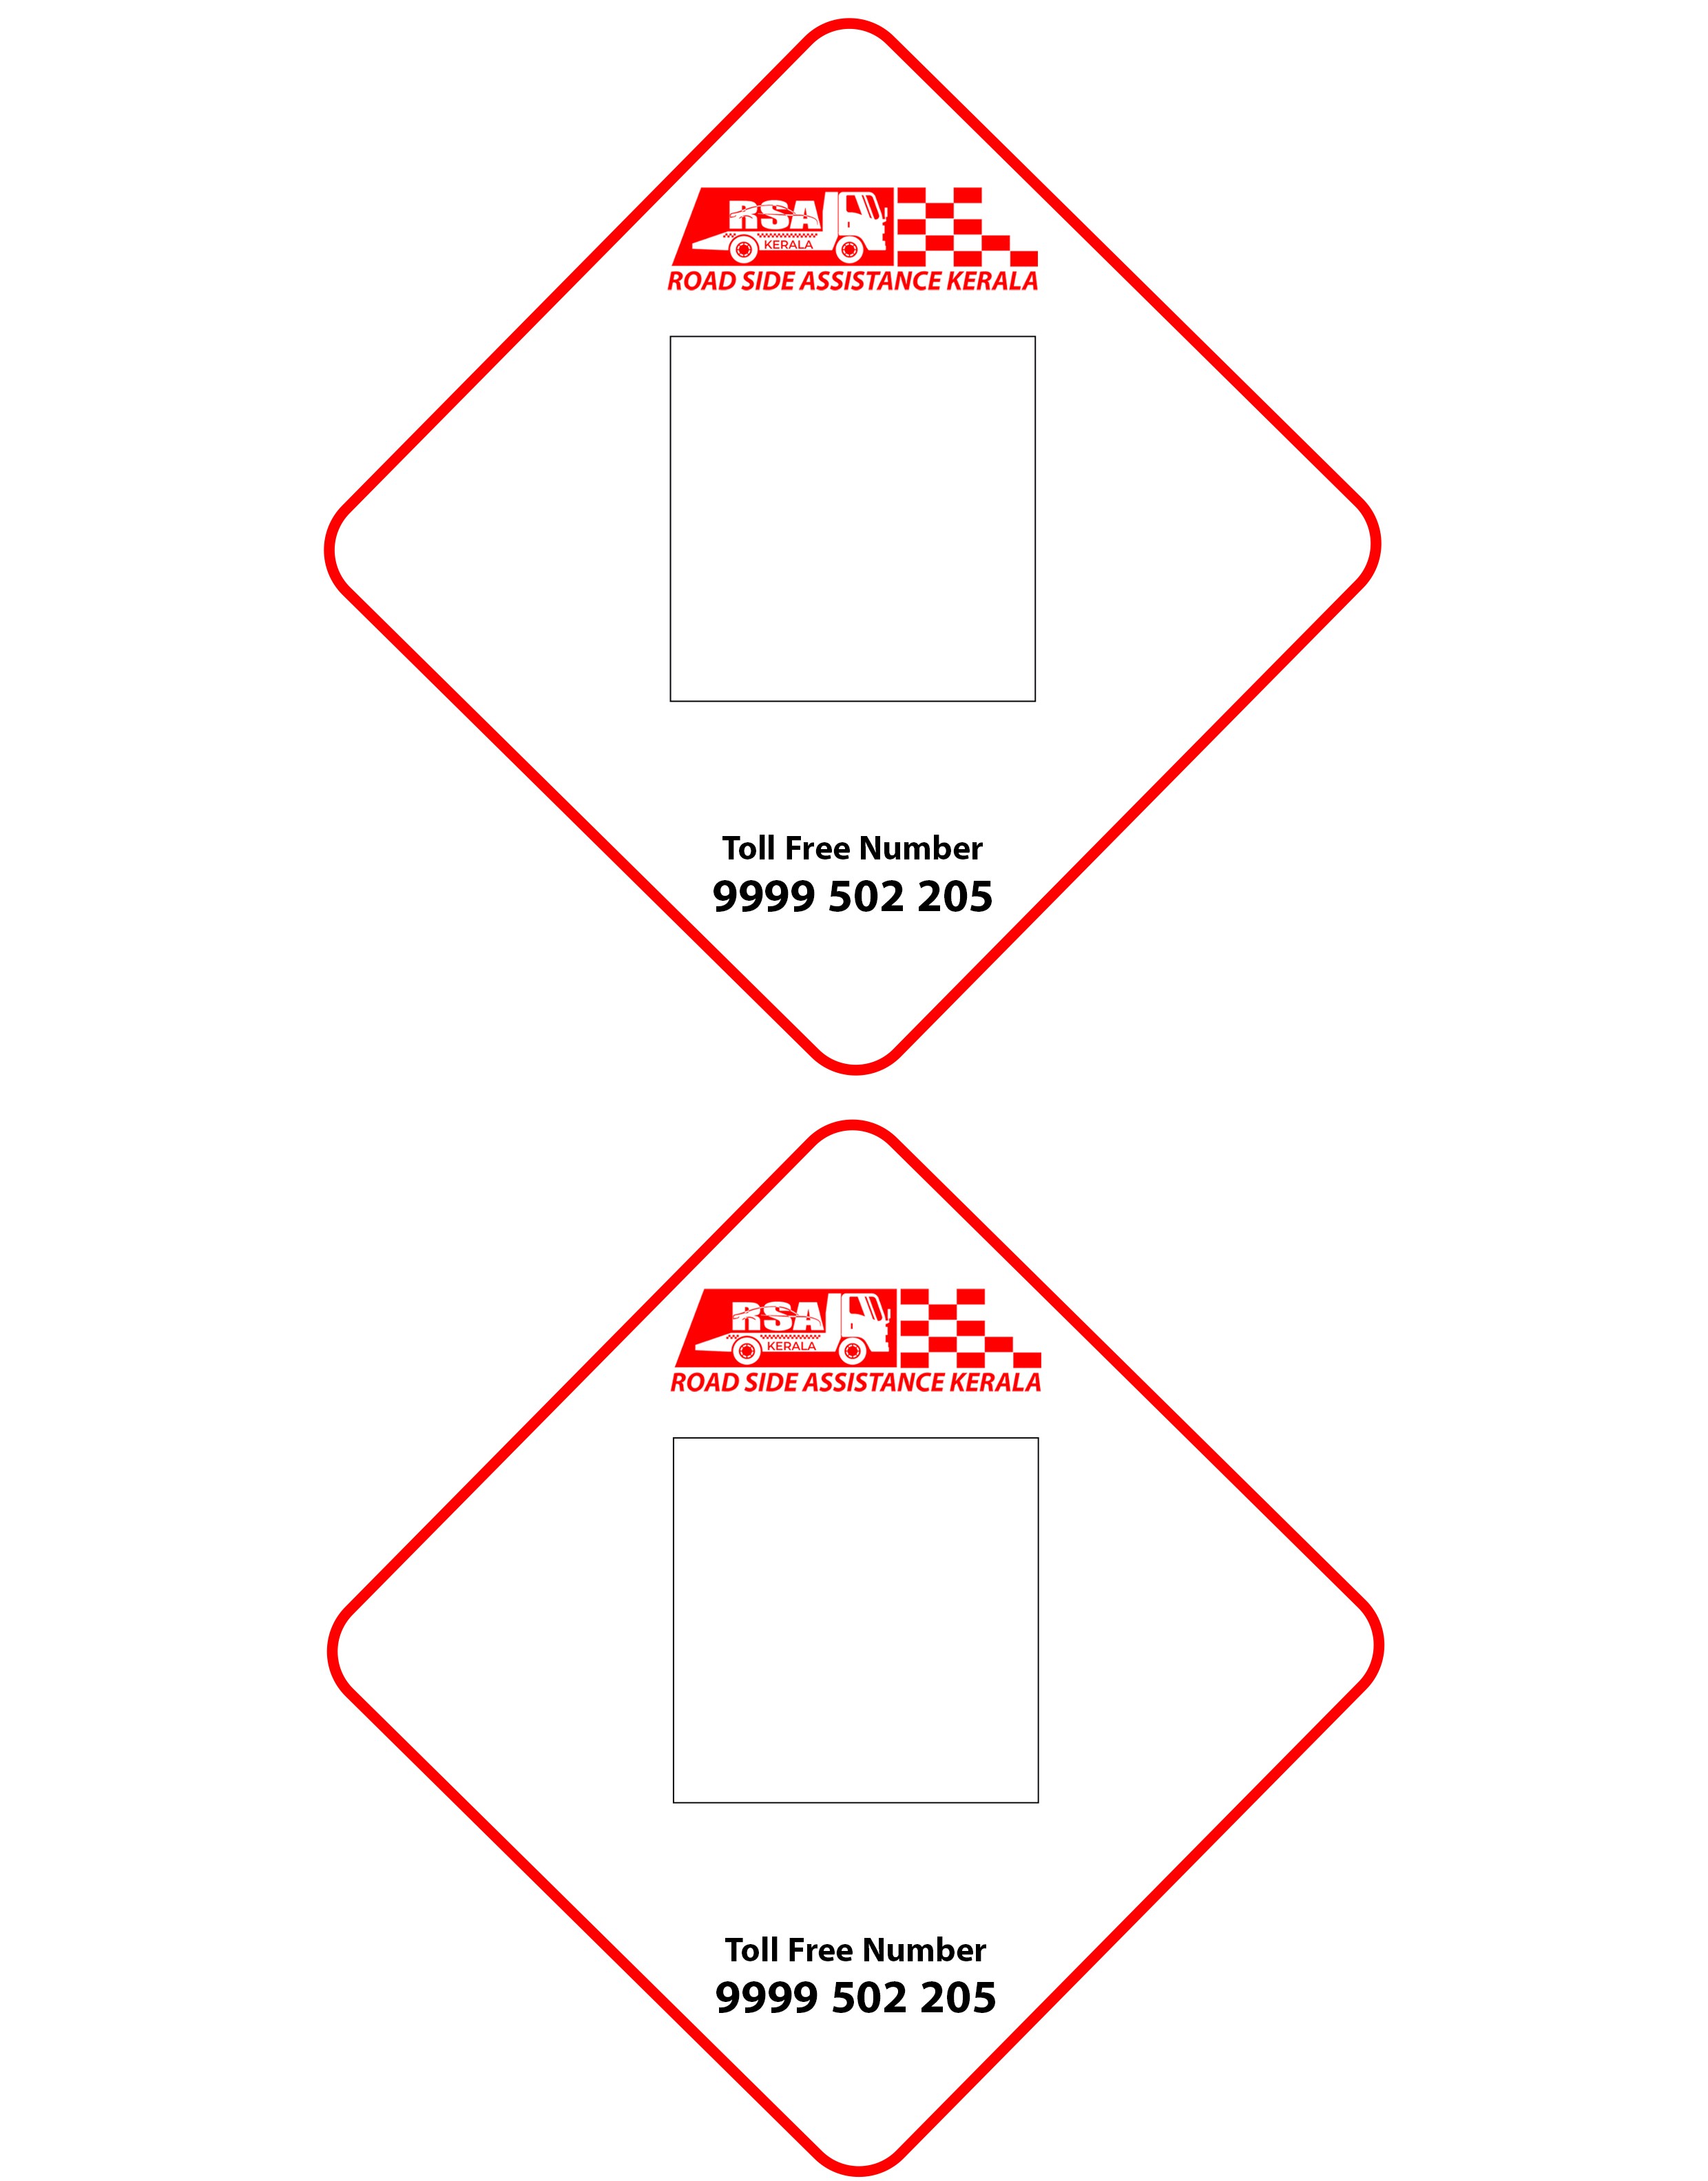 RSA
KERALA
ROAD SIDE ASSISTANCE KERALA
Toll Free Number
9999 502 205
RSA
KERALA
ROAD SIDE ASSISTANCE KERALA
Toll Free Number
9999 502 205